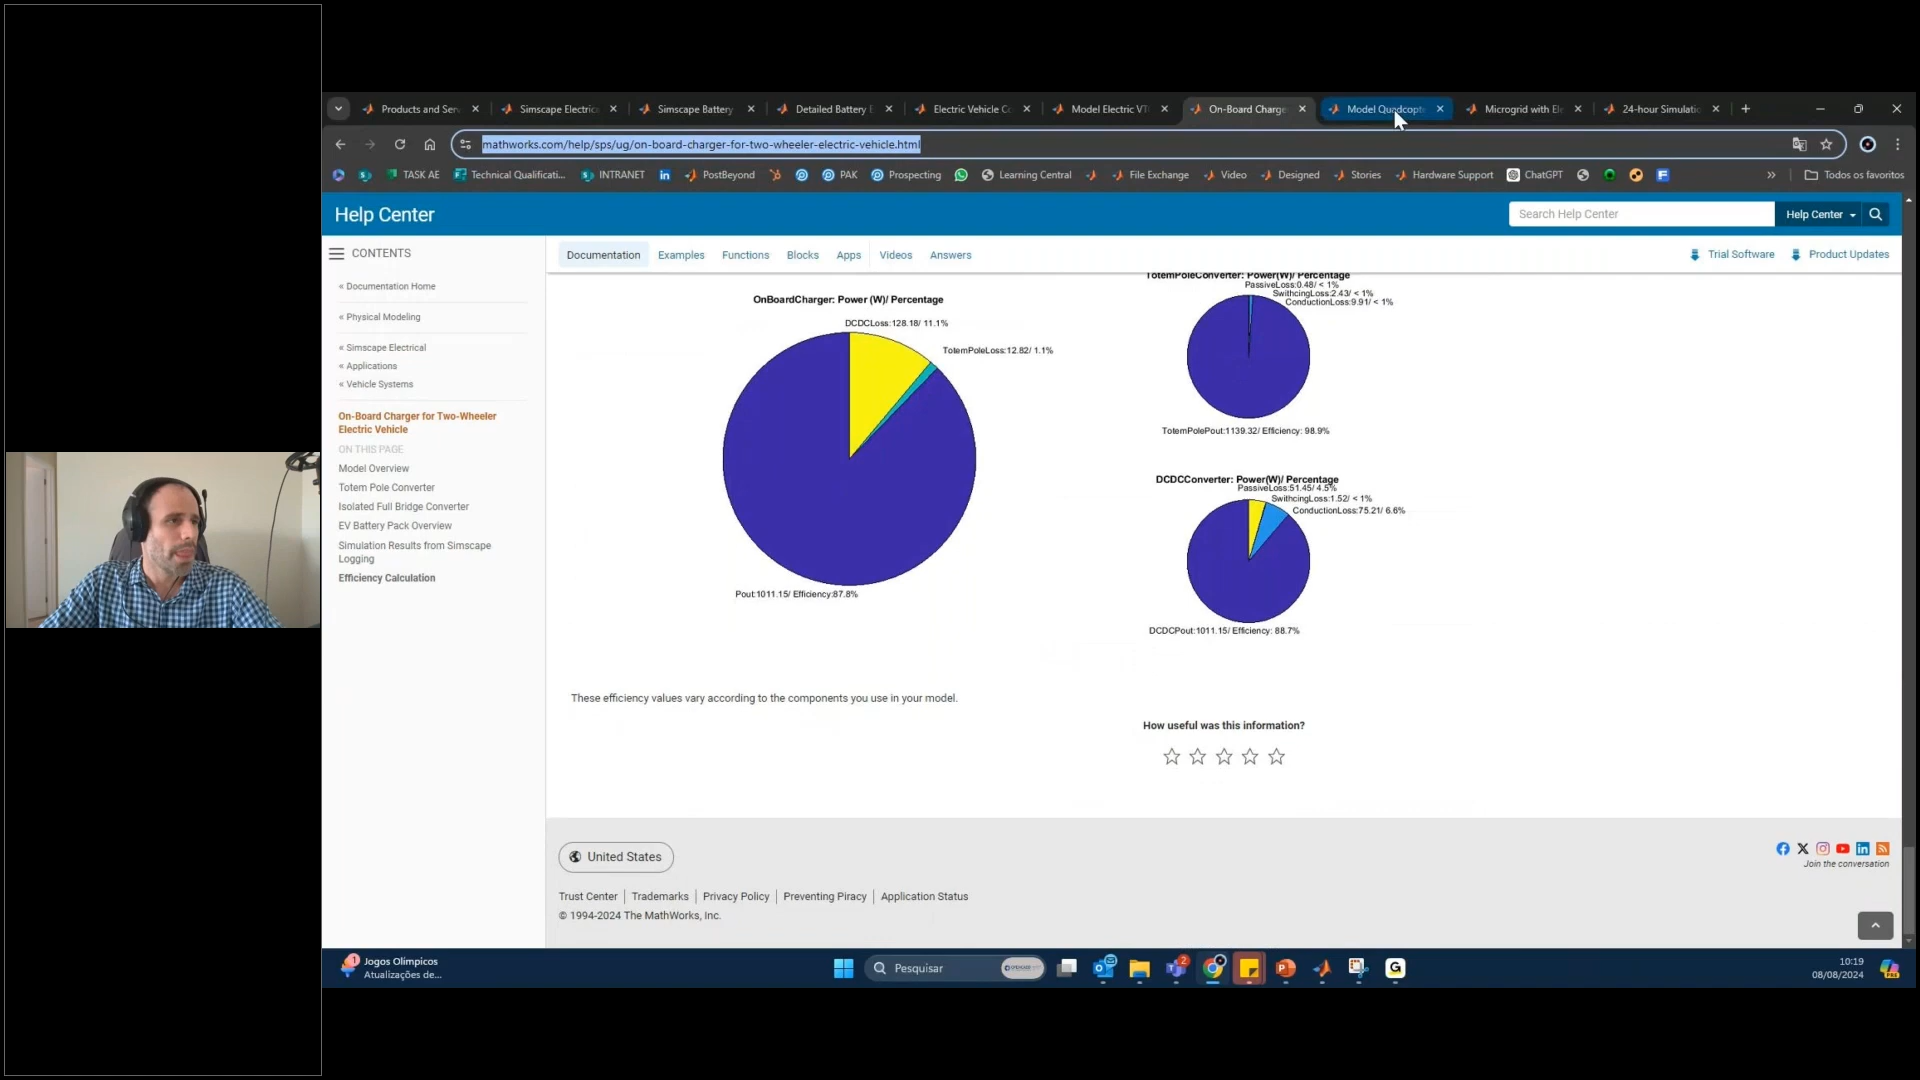 Products and Ser
Simscape Electrica
Simscape Battery
Detailed Battery E
Electric Vehicle Co
Model Electric VT
On-Board Charge
Model Quadcopt
Microgrid with El
24-hour Simulatio
mathworks.com/help/sps/ug/on-board-charger-for-two-wheeler-electric-vehicle.html
TASK AE
Technical Qualificati...
INTRANET
PostBeyond
PAK
Prospecting
Learning Central
File Exchange
Video
Designed
Stories
Hardware Support
ChatGPT
»
Todos os favoritos
Help Center
Search Help Center
Help Center
CONTENTS
Documentation
Examples
Functions
Blocks
Apps
Videos
Answers
Trial Software
Product Updates
« Documentation Home
« Physical Modeling
« Simscape Electrical
« Applications
« Vehicle Systems
On-Board Charger for Two-Wheeler
Electric Vehicle
ON THIS PAGE
Model Overview
Totem Pole Converter
Isolated Full Bridge Converter
EV Battery Pack Overview
Simulation Results from Simscape
Logging
Efficiency Calculation
OnBoardCharger: Power (W)/ Percentage
DCDCLoss:128.18/ 11.1%
TotemPoleLoss:12.82/ 1.1%
Pout:1011.15/ Efficiency:87.8%
TotemPoleConverter: Power(W)/ Percentage
PassiveLoss:0.48/ < 1%
SwithcingLoss:2.43/ < 1%
ConductionLoss:9.91/ < 1%
TotemPolePout:1139.32/ Efficiency: 98.9%
DCDCConverter: Power(W)/ Percentage
PassiveLoss:51.45/ 4.5%
SwithcingLoss:1.52/ < 1%
ConductionLoss:75.21/ 6.6%
DCDCPout:1011.15/ Efficiency: 88.7%
These efficiency values vary according to the components you use in your model.
How useful was this information?
United States
Join the conversation
Trust Center
Trademarks
Privacy Policy
Preventing Piracy
Application Status
© 1994-2024 The MathWorks, Inc.
1
Jogos Olímpicos
Atualizações de...
Pesquisar
2
10:19
08/08/2024